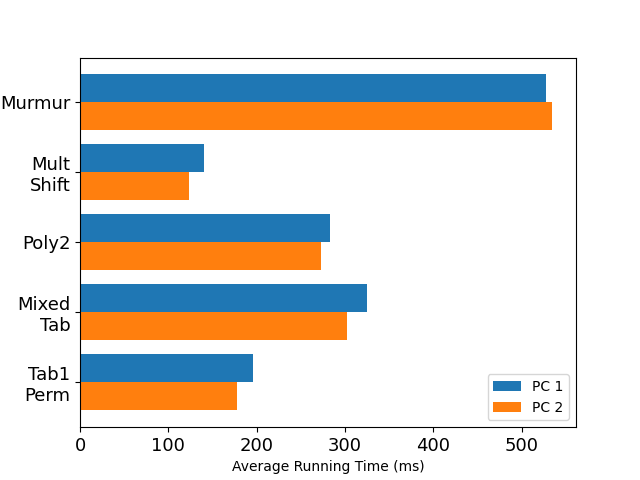 Murmur
Mult
Shift
Poly2
Mixed
Tab
Tab1
Perm
PC 1
PC 2
0 100 200 300 400 500
Average Running Time (ms)